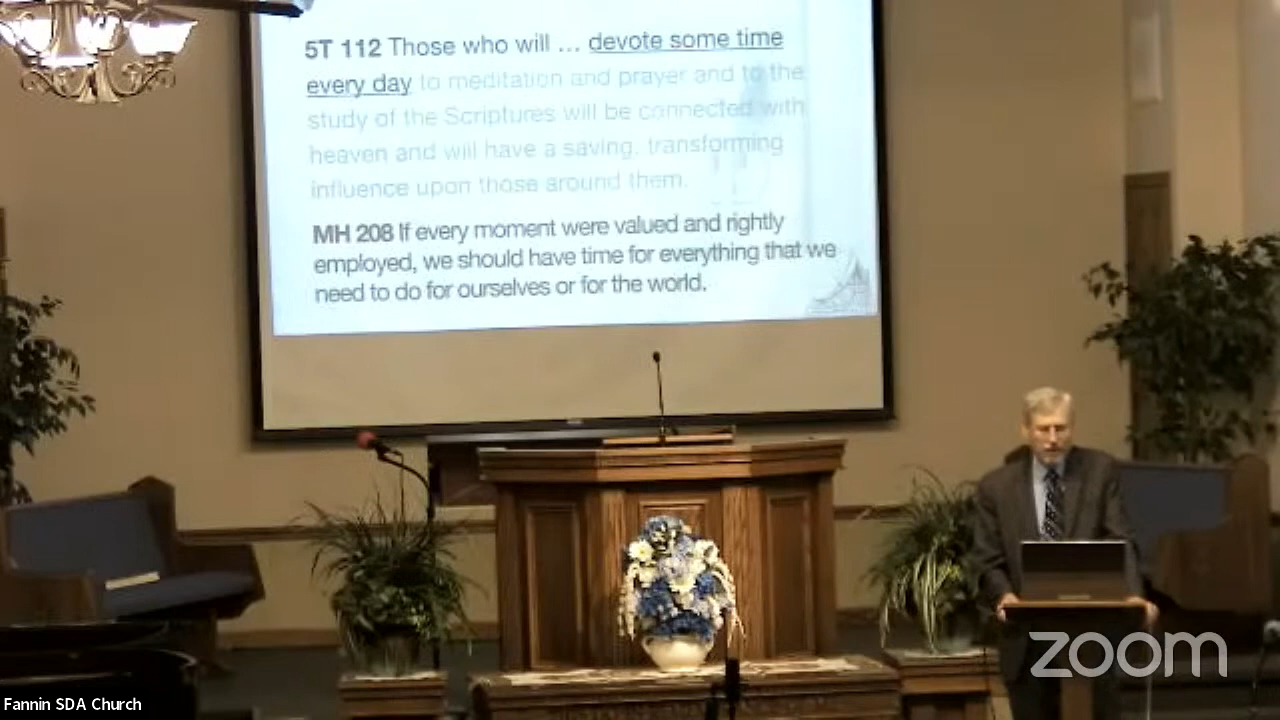 5T 112 Those who will ... devote some time
every day to meditation and prayer and to the
study of the Scriptures will be connected with
heaven and will have a saving, transforming
influence upon those around them.
MH 208 If every moment were valued and rightly
employed, we should have time for everything that we
need to do for ourselves or for the world.
zoom
Fannin SDA Church